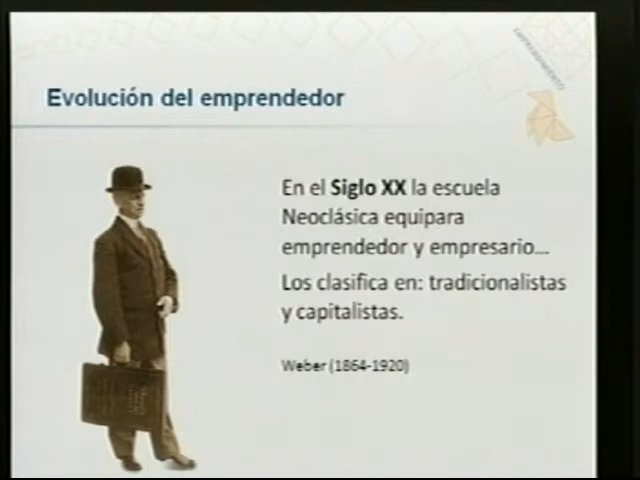 EMPRENDIMIENTO
Evolución del emprendedor
En el Siglo XX la escuela
Neoclásica equipara
emprendedor y empresario...
Los clasifica en: tradicionalistas
y capitalistas.
Weber (1864-1920)